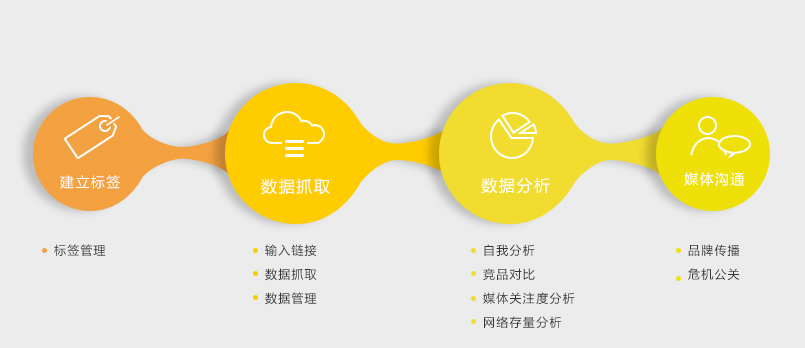 建立标签
数据抓取
数据分析
媒体沟通
标签管理
输入链接
数据抓取
数据管理
自我分析
竞品对比
媒体关注度分析
网络存量分析
品牌传播
危机公关